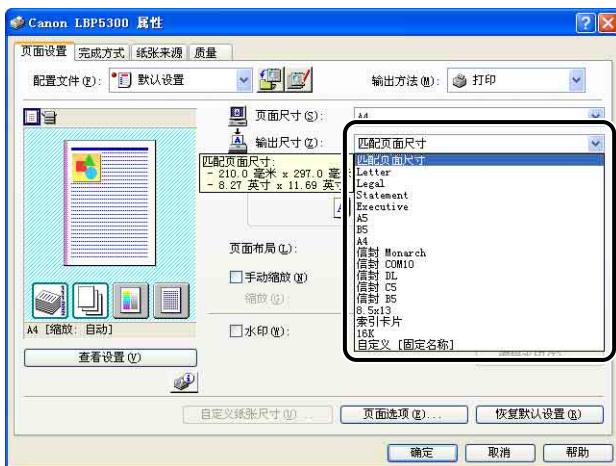 Canon LBP5300 属性
页面设置 完成方式 纸张来源 质量
配置文件(F): 默认设置 输出方法(M): 打印
页面尺寸(S): A4
输出尺寸(Z): 匹配页面尺寸
匹配页面尺寸:
- 210.0 毫米 x 297.0 毫
- 8.27 英寸 x 11.69 英寸
匹配页面尺寸
Letter
Legal
Statement
Executive
A5
B5
A4
信封 Monarch
信封 COM10
信封 DL
信封 C5
信封 B5
8.5x13
索引卡片
16K
自定义 [固定名称]
A
页面布局(L):
手动缩放(N)
缩放(G):
水印(W):
A4 [缩放: 自动]
查看设置(V)
自定义纸张尺寸(U)... 页面选项(E)... 恢复默认设置(R)
确定 取消 帮助